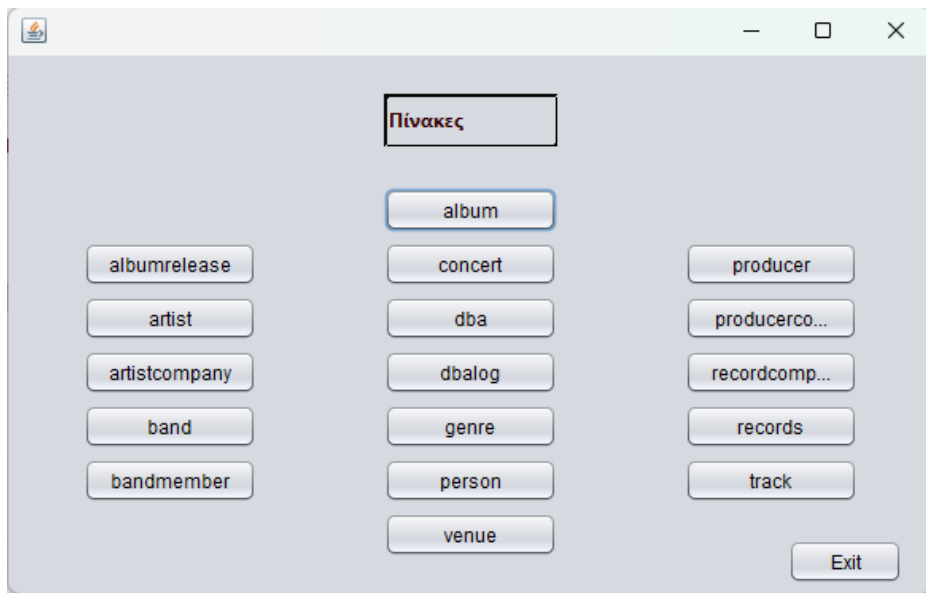 Πίνακες
album
albumrelease concert producer
artist dba producerco...
artistcompany dbalog recordcomp...
band genre records
bandmember person track
venue
Exit